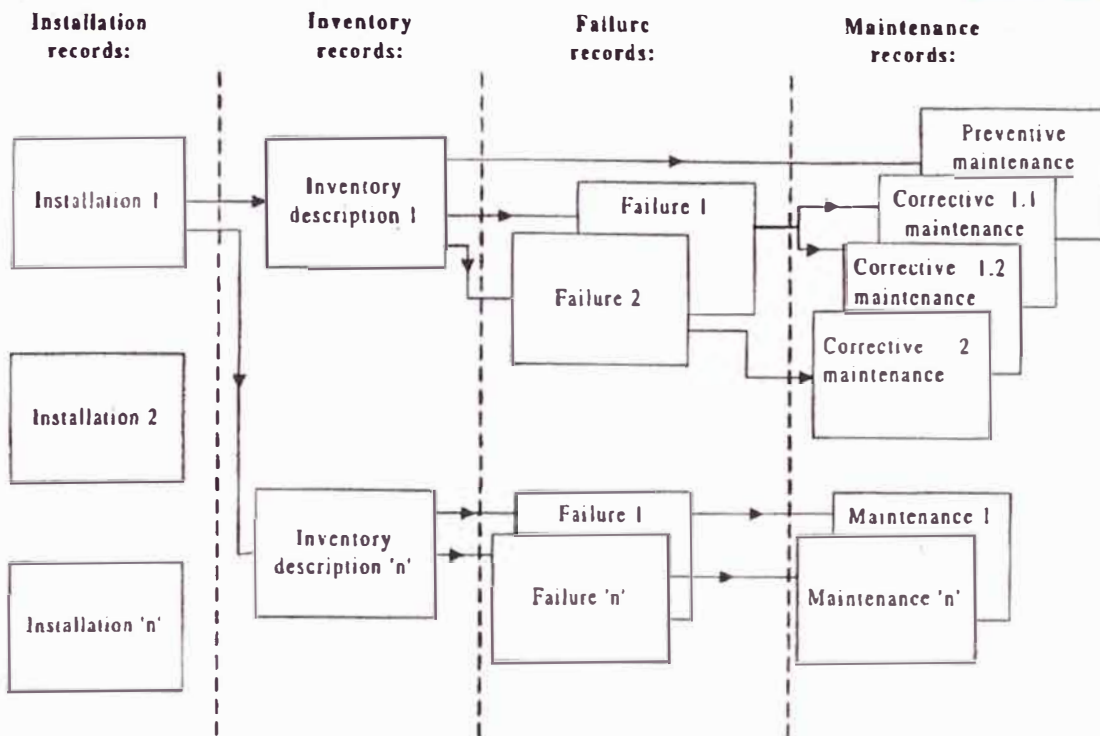 Installation
records:
Inventory
records:
Failure
records:
Maintenance
records:
Installation 1
Inventory
description 1
Failure 1
Failure 2
Preventive
maintenance
Corrective 1.1
maintenance
Corrective 1.2
maintenance
Corrective 2
maintenance
Installation 2
Installation 'n'
Inventory
description 'n'
Failure 1
Failure 'n'
Maintenance 1
Maintenance 'n'